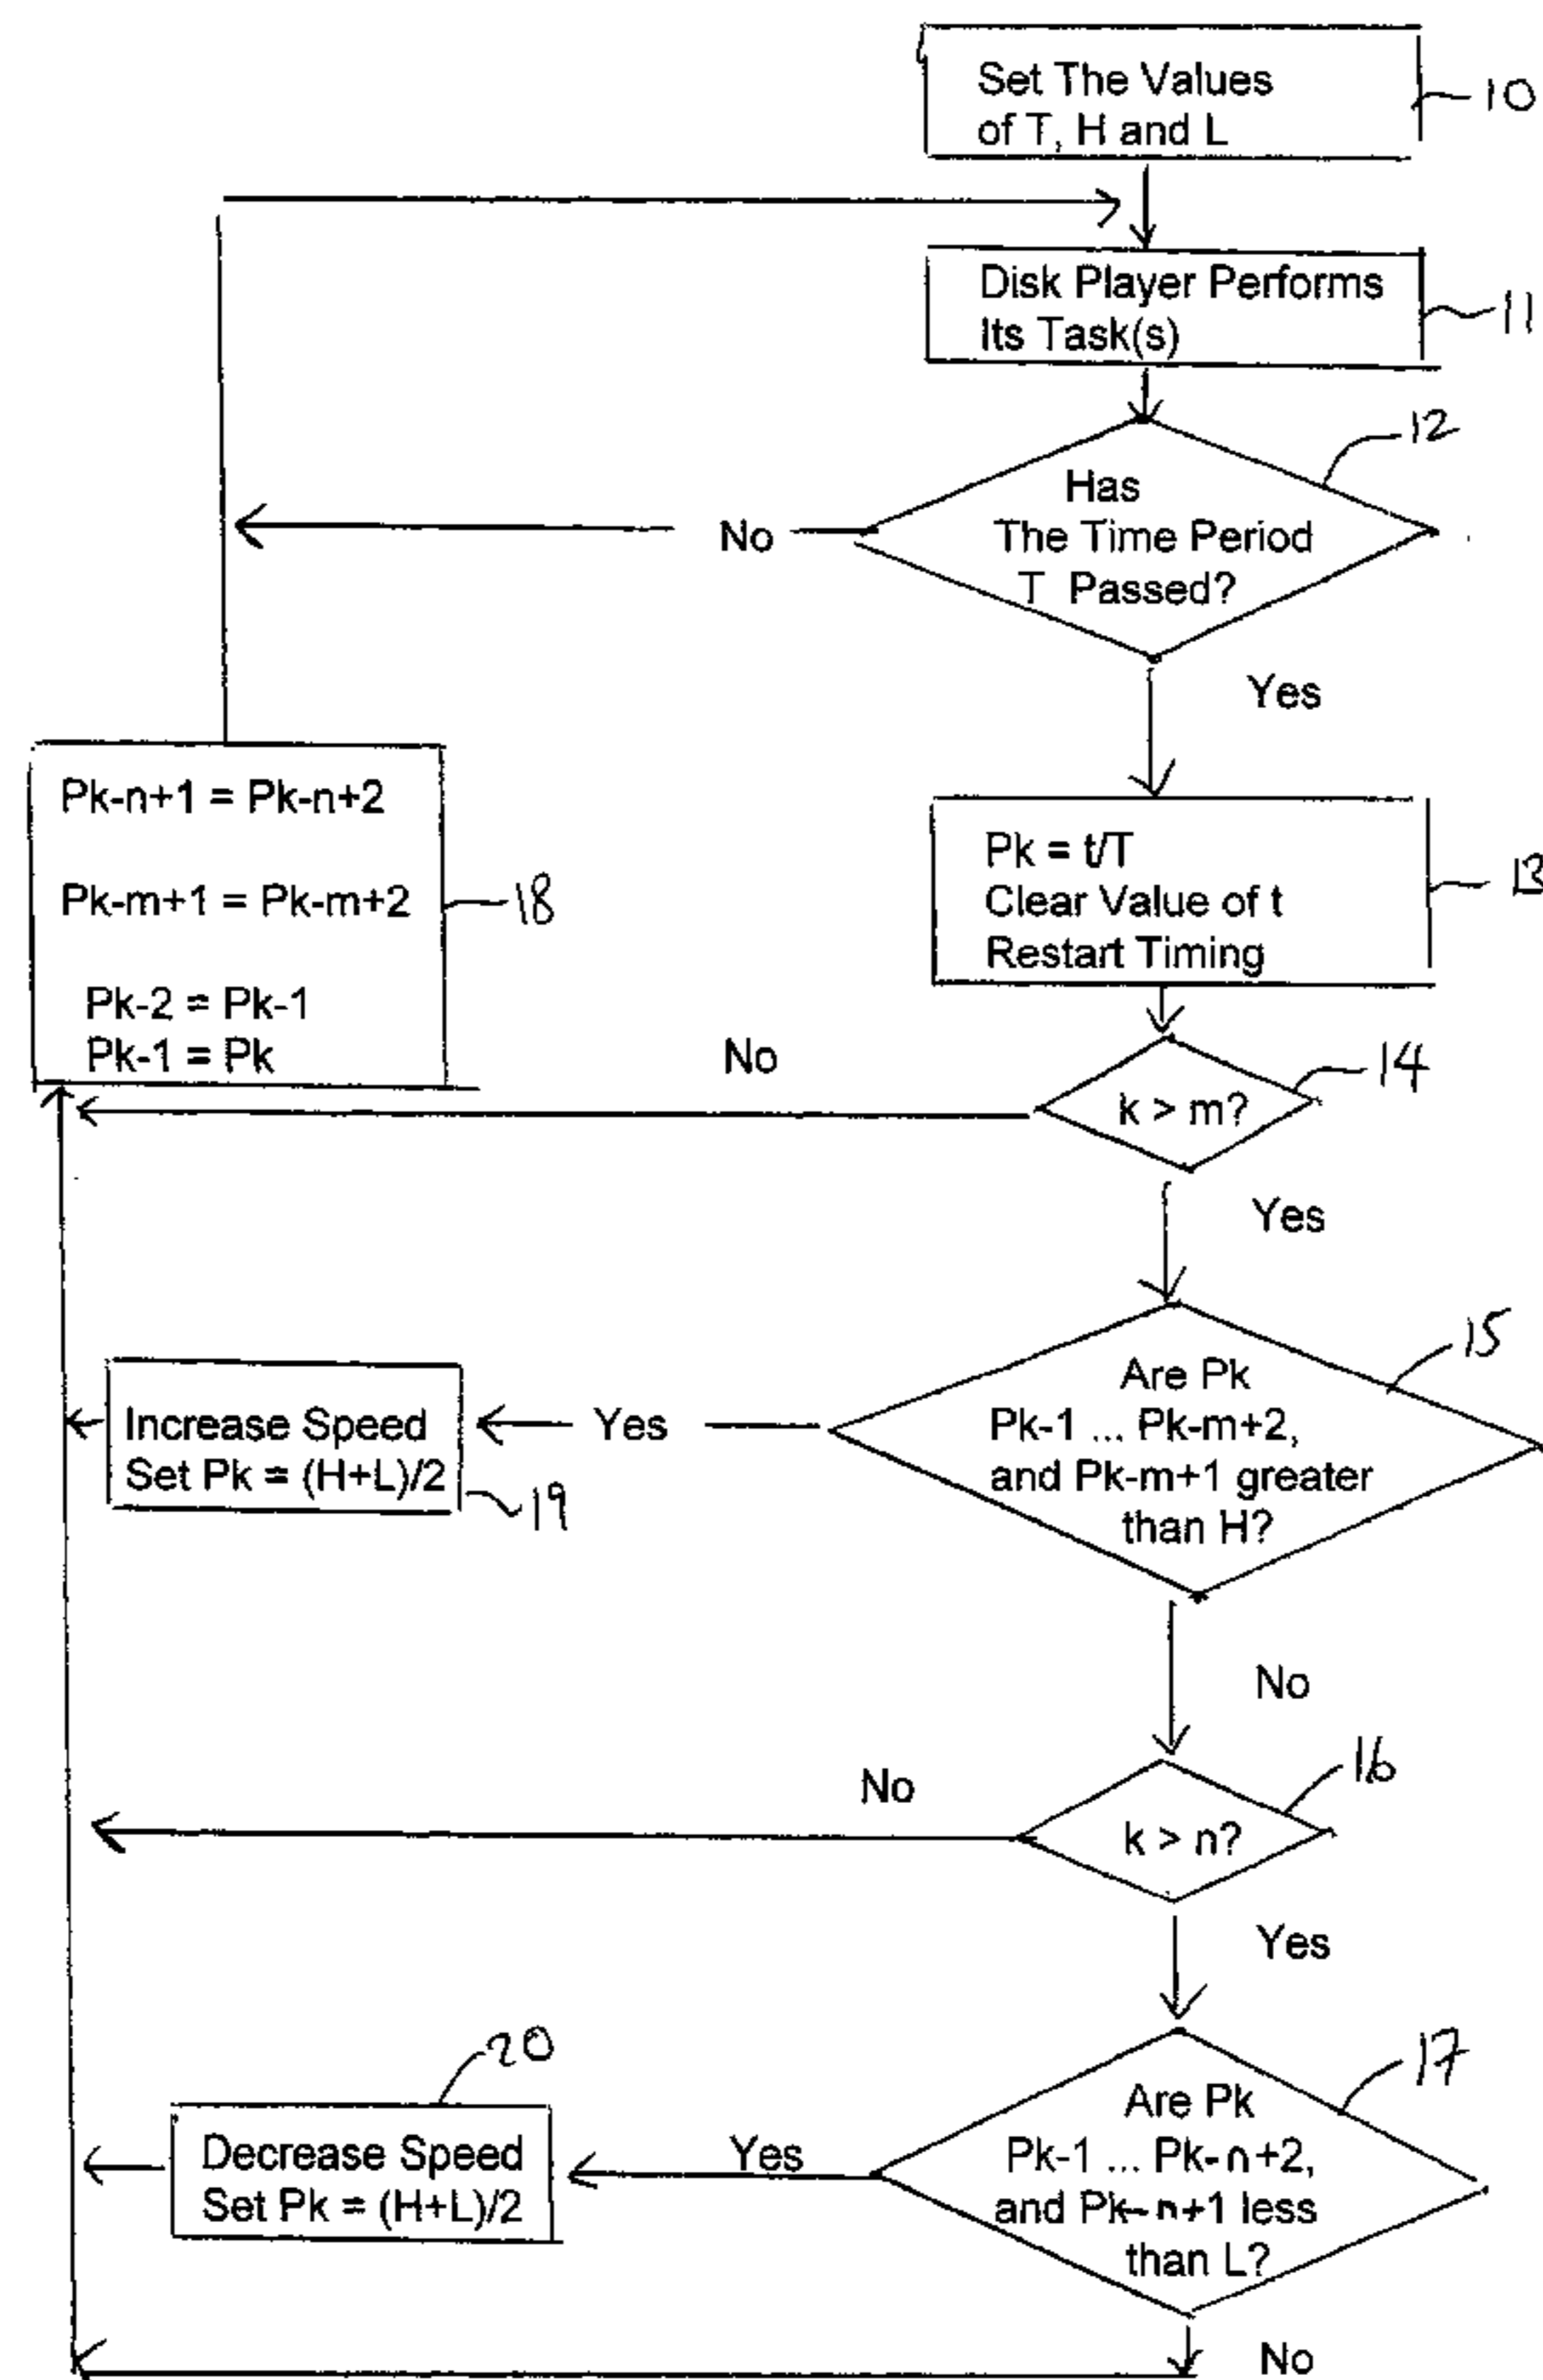 Set The Values
of T, H and L
10
Disk Player Performs
Its Task(s)
11
12
Has
The Time Period
T Passed?
No
Yes
Pk-n+1 = Pk-n+2
Pk-m+1 = Pk-m+2
Pk-2 = Pk-1
Pk-1 = Pk
18
Pk = t/T
Clear Value of t
Restart Timing
13
No
14
k > m?
Yes
15
Are Pk
Pk-1 ... Pk-m+2,
and Pk-m+1 greater
than H?
Yes
Increase Speed
Set Pk = (H+L)/2
19
No
16
No
k > n?
Yes
17
Are Pk
Pk-1 ... Pk-n+2,
and Pk-n+1 less
than L?
Yes
20
Decrease Speed
Set Pk = (H+L)/2
No